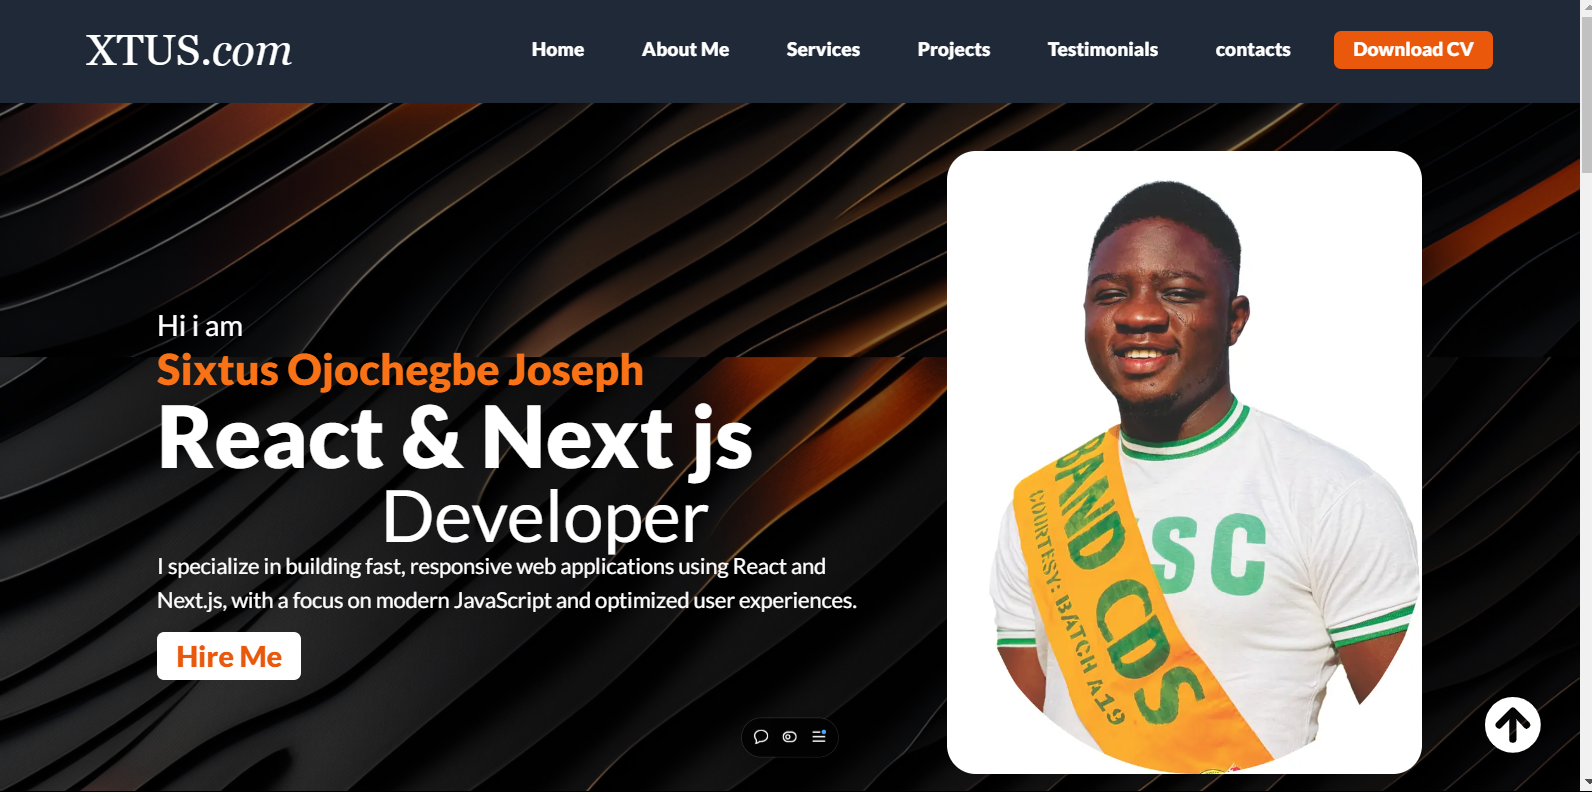 XTUS.com
Home About Me Services Projects Testimonials contacts Download CV
Hi i am
Sixtus Ojochegbe Joseph
React & Next js
Developer
I specialize in building fast, responsive web applications using React and
Next.js, with a focus on modern JavaScript and optimized user experiences.
Hire Me
BAND CDS
COURTESY: BATCH A19
SC